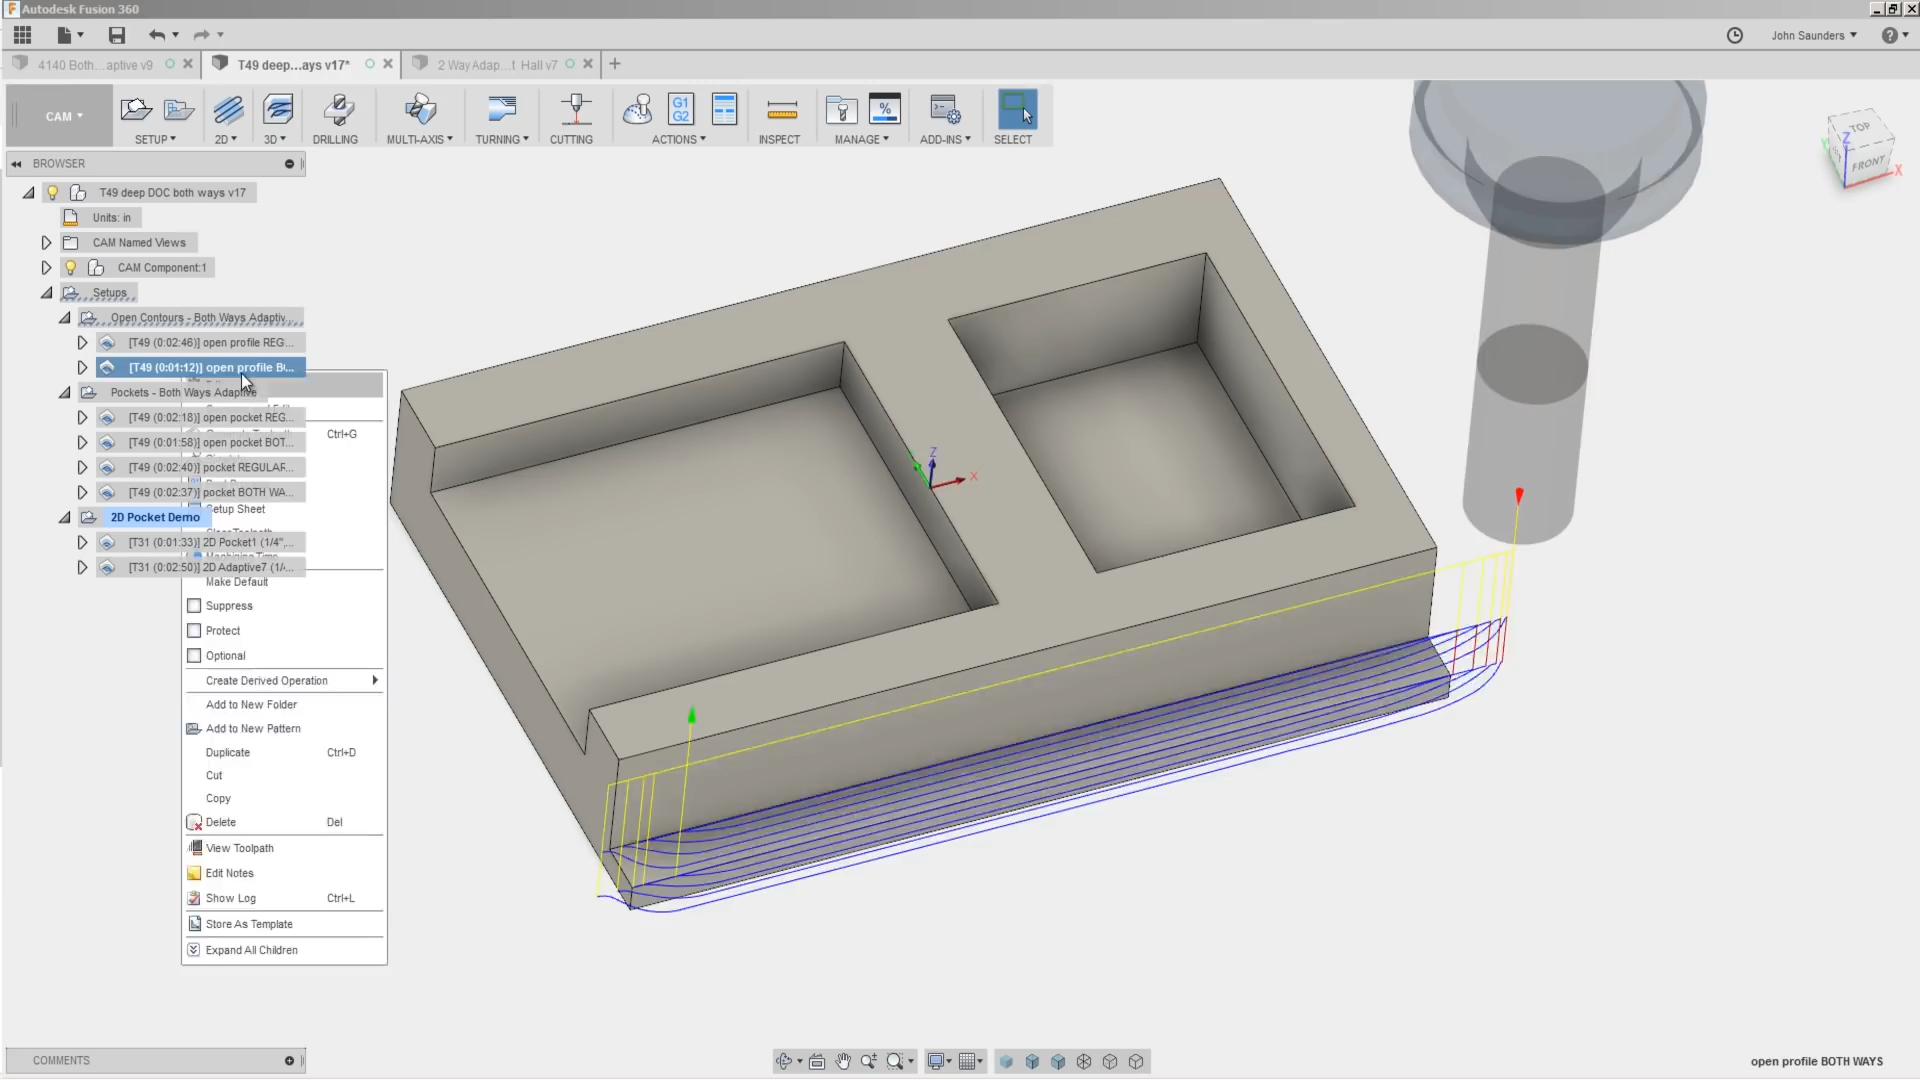 Autodesk Fusion 360
John Saunders
4140 Both...aptive v9
T49 deep...ays v17*
2 Way Adap...t Hall v7
CAM
SETUP
2D
3D
DRILLING
MULTI-AXIS
TURNING
CUTTING
G1
G2
ACTIONS
INSPECT
MANAGE
ADD-INS
SELECT
BROWSER
T49 deep DOC both ways v17
Units: in
CAM Named Views
CAM Component:1
Setups
Open Contours - Both Ways Adaptiv...
[T49 (0:02:46)] open profile REG...
[T49 (0:01:12)] open profile B...
Pockets - Both Ways Adaptive
[T49 (0:02:18)] open pocket REG...
Ctrl+G
[T49 (0:01:58)] open pocket BOT...
[T49 (0:02:40)] pocket REGULAR...
[T49 (0:02:37)] pocket BOTH WA...
Setup Sheet
2D Pocket Demo
[T31 (0:01:33)] 2D Pocket1 (1/4",...
Machining Time
[T31 (0:02:50)] 2D Adaptive7 (1/...
Make Default
Suppress
Protect
Optional
Create Derived Operation
Add to New Folder
Add to New Pattern
Duplicate Ctrl+D
Cut
Copy
Delete Del
View Toolpath
Edit Notes
Show Log Ctrl+L
Store As Template
Expand All Children
Z
X
TOP
FRONT
Z
Y
X
COMMENTS
open profile BOTH WAYS